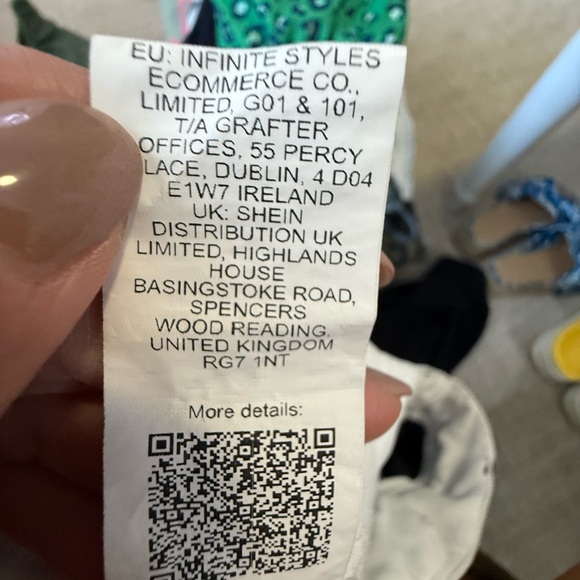 EU: INFINITE STYLES
ECOMMERCE CO.,
LIMITED, G01 & 101,
T/A GRAFTER
OFFICES, 55 PERCY
LACE, DUBLIN, 4 D04
E1W7 IRELAND
UK: SHEIN
DISTRIBUTION UK
LIMITED, HIGHLANDS
HOUSE
BASINGSTOKE ROAD,
SPENCERS
WOOD READING.
UNITED KINGDOM
RG7 1NT
More details: